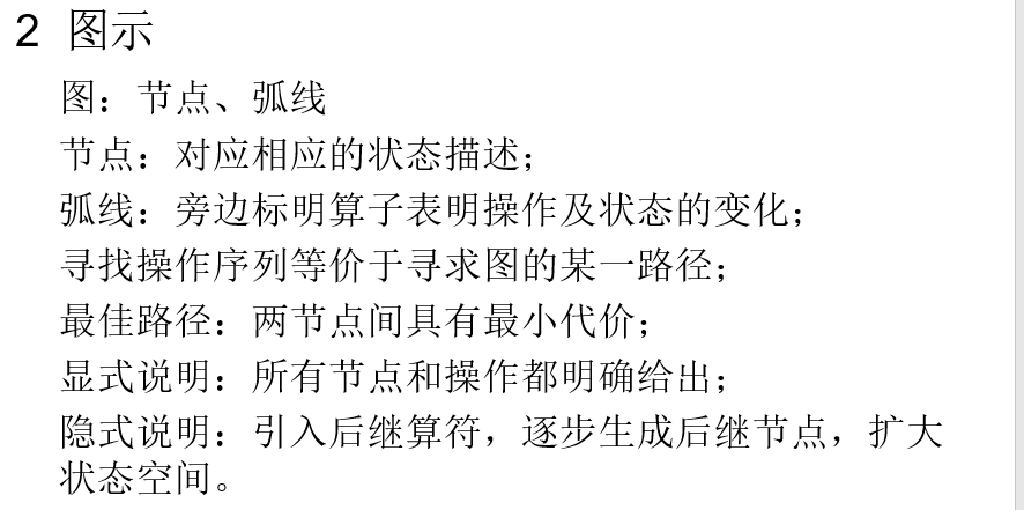 2 图示
图：节点、弧线
节点：对应相应的状态描述；
弧线：旁边标明算子表明操作及状态的变化；
寻找操作序列等价于寻求图的某一路径；
最佳路径：两节点间具有最小代价；
显式说明：所有节点和操作都明确给出；
隐式说明：引入后继算符，逐步生成后继节点，扩大
状态空间。